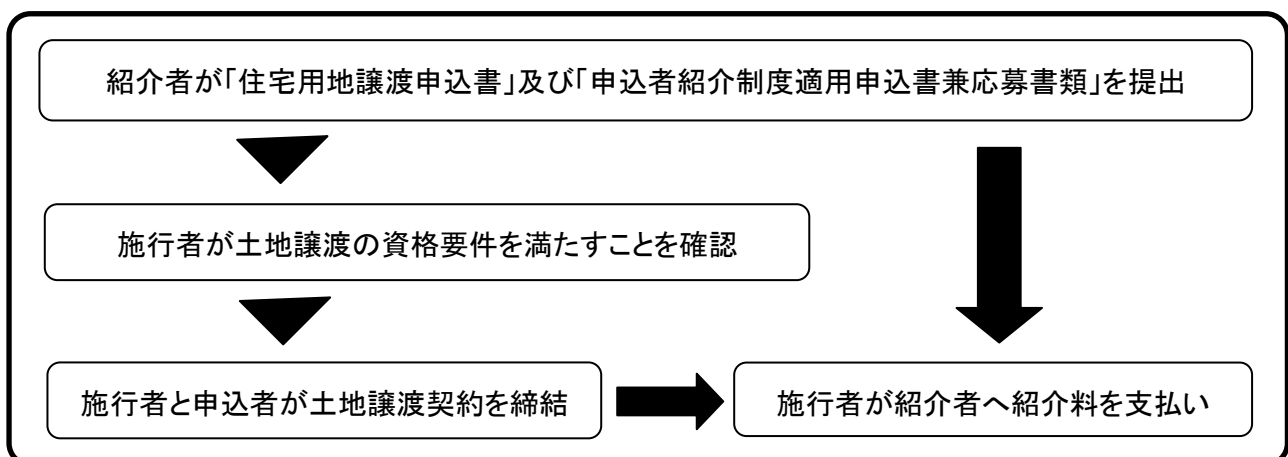 紹介者が「住宅用地譲渡申込書」及び「申込者紹介制度適用申込書兼応募書類」を提出
施行者が土地譲渡の資格要件を満たすことを確認
施行者と申込者が土地譲渡契約を締結
施行者が紹介者へ紹介料を支払い